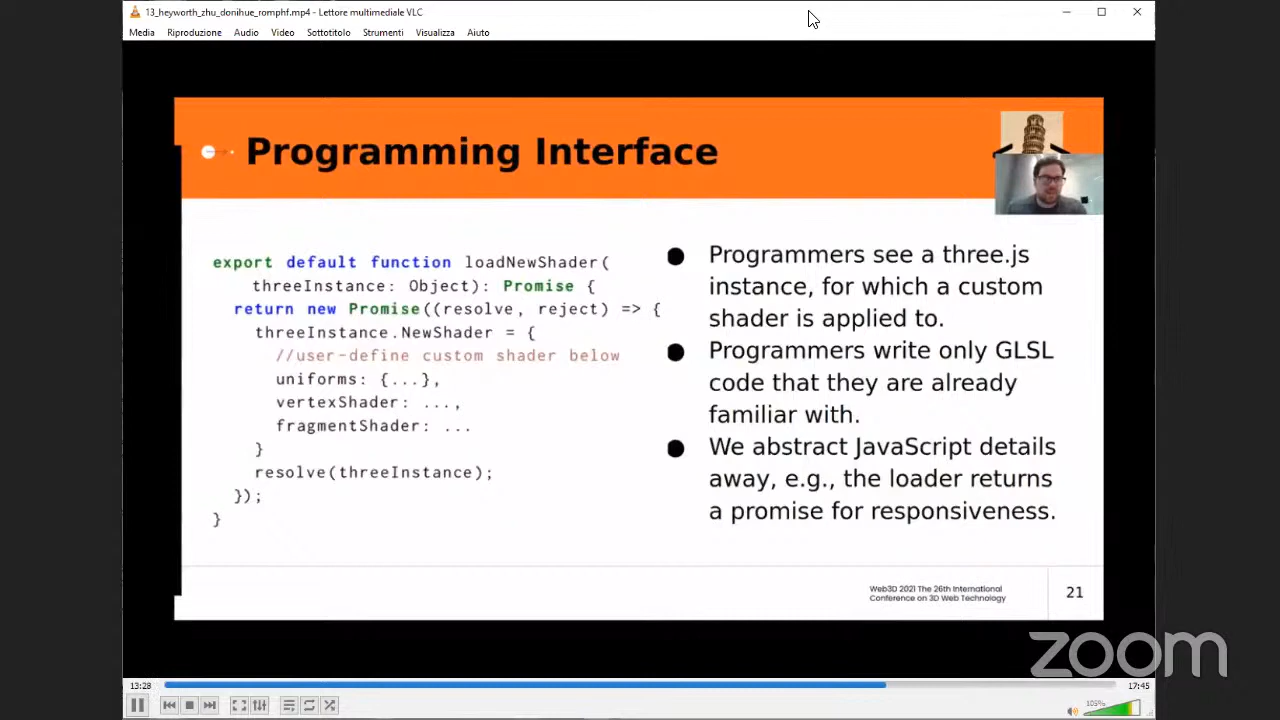 13_heyworth_zhu_donihue_romphf.mp4 - Lettore multimediale VLC
Media Riproduzione Audio Video Sottotitolo Strumenti Visualizza Aiuto
Programming Interface
export default function loadNewShader(
threeInstance: Object): Promise {
return new Promise((resolve, reject) => {
threeInstance.NewShader = {
//user-define custom shader below
uniforms: {...},
vertexShader: ...,
fragmentShader: ...
}
resolve(threeInstance);
});
}
● Programmers see a three.js
instance, for which a custom
shader is applied to.
● Programmers write only GLSL
code that they are already
familiar with.
● We abstract JavaScript details
away, e.g., the loader returns
a promise for responsiveness.
Web3D 2021 The 26th International
Conference on 3D Web Technology
21
zoom
13:28
17:45
105%